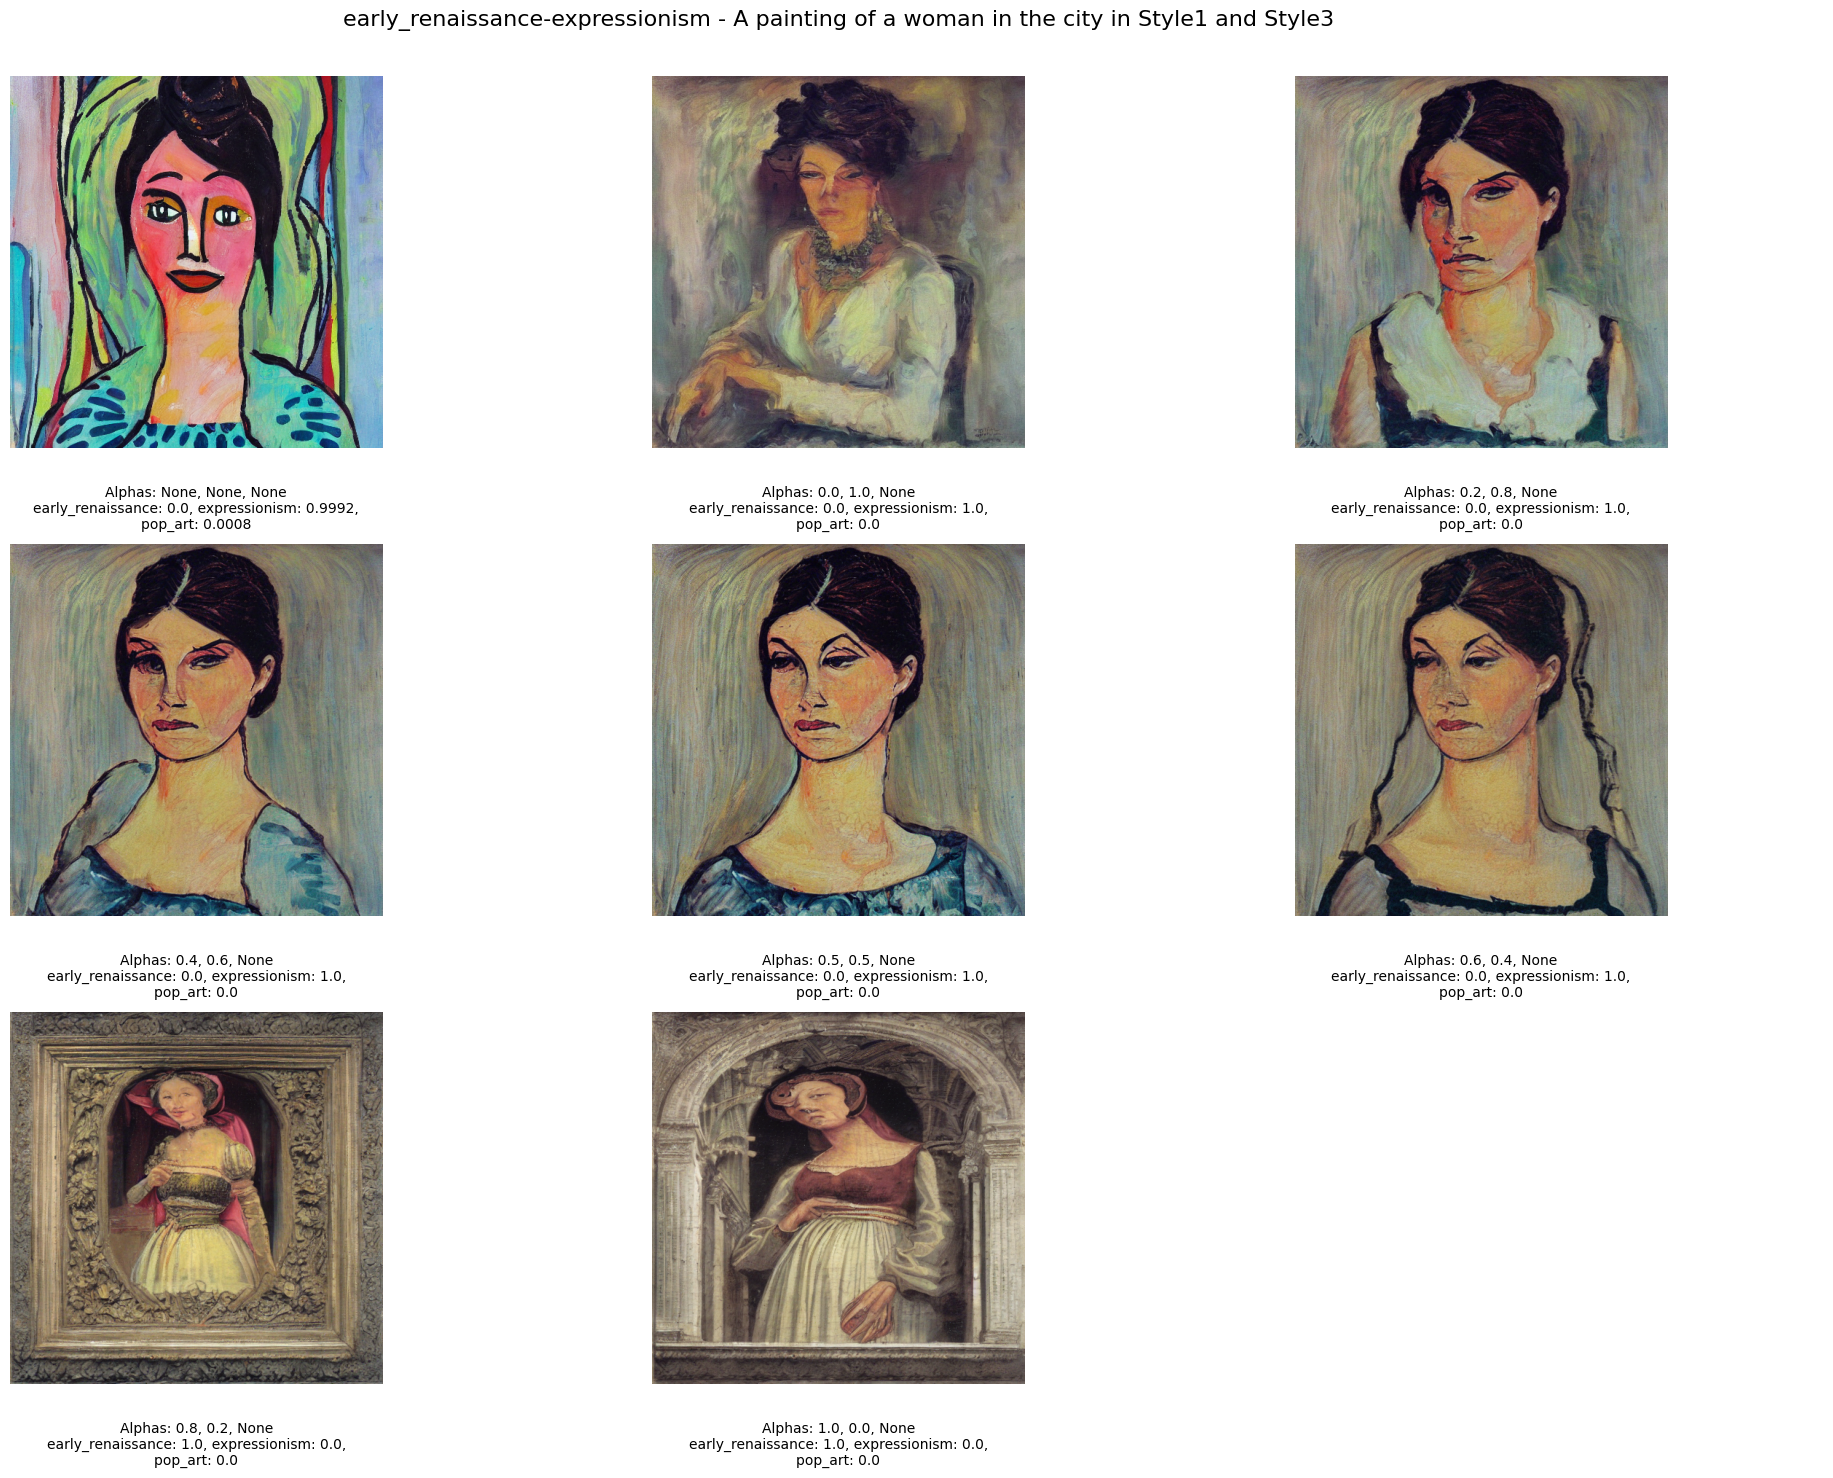 early_renaissance-expressionism - A painting of a woman in the city in Style1 and Style3
Alphas: None, None, None
early_renaissance: 0.0, expressionism: 0.9992,
pop_art: 0.0008
Alphas: 0.0, 1.0, None
early_renaissance: 0.0, expressionism: 1.0,
pop_art: 0.0
Alphas: 0.2, 0.8, None
early_renaissance: 0.0, expressionism: 1.0,
pop_art: 0.0
Alphas: 0.4, 0.6, None
early_renaissance: 0.0, expressionism: 1.0,
pop_art: 0.0
Alphas: 0.5, 0.5, None
early_renaissance: 0.0, expressionism: 1.0,
pop_art: 0.0
Alphas: 0.6, 0.4, None
early_renaissance: 0.0, expressionism: 1.0,
pop_art: 0.0
Alphas: 0.8, 0.2, None
early_renaissance: 1.0, expressionism: 0.0,
pop_art: 0.0
Alphas: 1.0, 0.0, None
early_renaissance: 1.0, expressionism: 0.0,
pop_art: 0.0